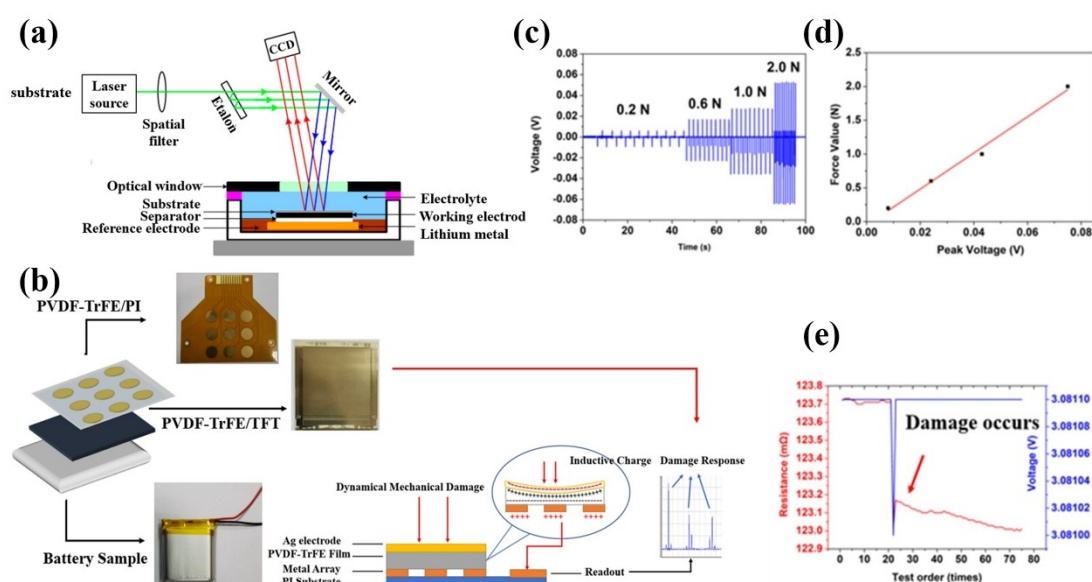 (a)
CCD
substrate
Laser
source
Spatial
filter
Etalon
Mirror
Optical window
Substrate
Separator
Reference electrode
Electrolyte
Working electrod
Lithium metal
(b)
PVDF-TrFE/PI
PVDF-TrFE/TFT
Battery Sample
Dynamical Mechanical Damage
Inductive Charge
Damage Response
++++ ++++ ++++
++++
Ag electrode
PVDF-TrFE Film
Metal Array
PI Substrate
Readout
(c)
Voltage (V)
0.08
0.06
0.04
0.02
0.00
-0.02
-0.04
-0.06
-0.08
0.2 N
0.6 N
1.0 N
2.0 N
0 20 40 60 80 100
Time (s)
(d)
Force Value (N)
2.5
2.0
1.5
1.0
0.5
0.0
0.00 0.02 0.04 0.06 0.08
Peak Voltage (V)
(e)
Resistance (mΩ)
123.8
123.7
123.6
123.5
123.4
123.3
123.2
123.1
123.0
122.9
Damage occurs
3.08110
3.08108
3.08106
3.08104
3.08102
3.08100
Voltage (V)
0 10 20 30 40 50 60 70 80
Test order (times)